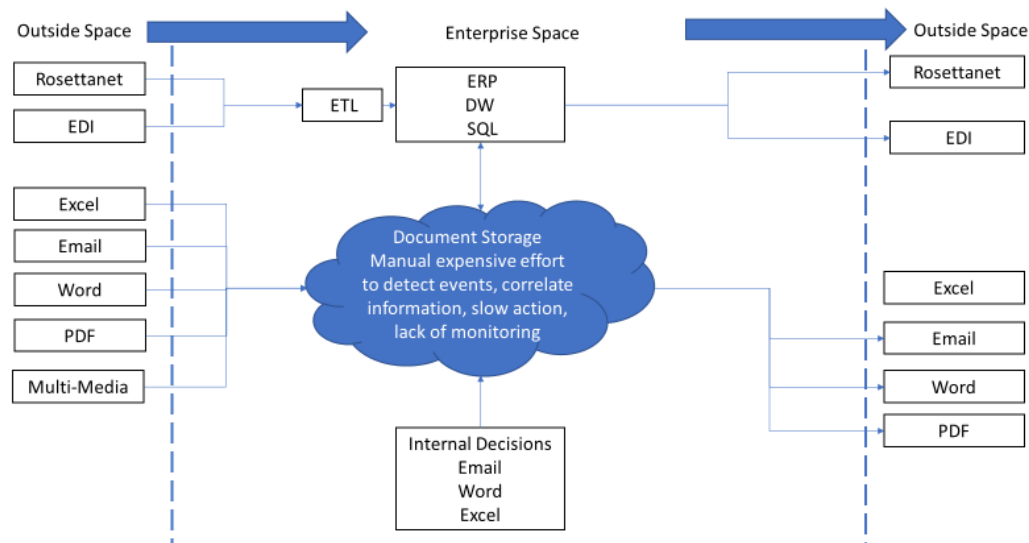 Outside Space
Enterprise Space
Outside Space
Rosettanet
EDI
ETL
ERP
DW
SQL
Rosettanet
EDI
Excel
Email
Word
PDF
Multi-Media
Document Storage
Manual expensive effort
to detect events, correlate
information, slow action,
lack of monitoring
Internal Decisions
Email
Word
Excel
Excel
Email
Word
PDF